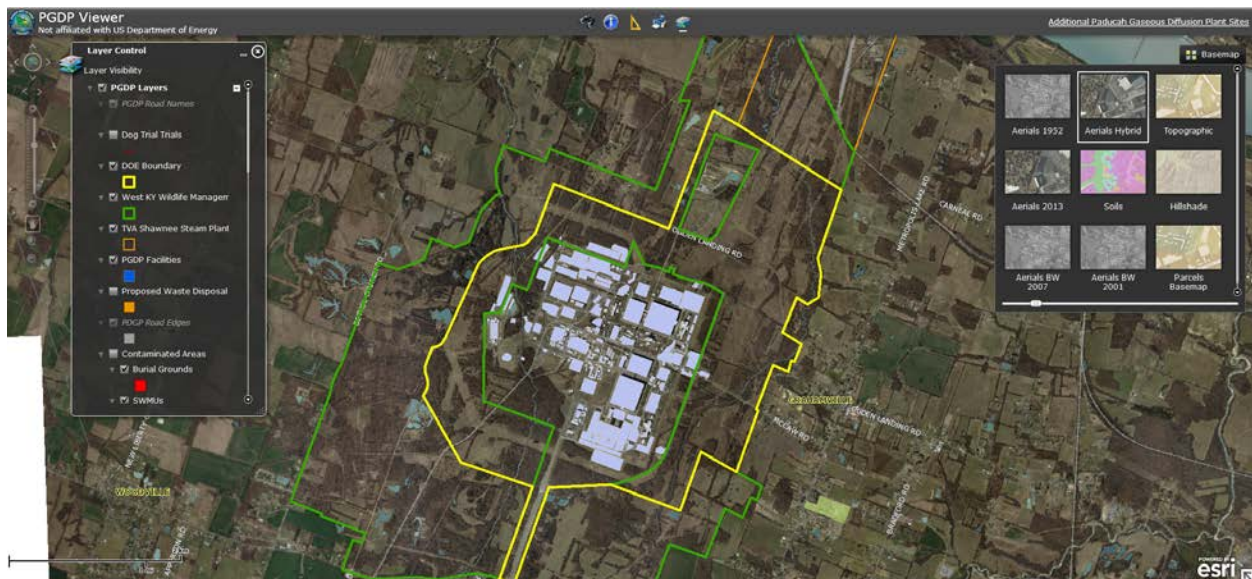 PGDP Viewer
Not affiliated with US Department of Energy
Additional Paducah Gaseous Diffusion Plant Sites
Layer Control
Layer Visibility
PGDP Layers
PGDP Road Names
Dog Trial Trials
DOE Boundary
West KY Wildlife Managem
TVA Shawnee Steam Plant
PGDP Facilities
Proposed Waste Disposal
PDGP Road Edges
Contaminated Areas
Burial Grounds
SWMUs
Basemap
Aerials 1952
Aerials Hybrid
Topographic
Aerials 2013
Soils
Hillshade
Aerials BW
2007
Aerials BW
2001
Parcels
Basemap
METROPOLIS LAKE RD
CARNEAL RD
OGDEN LANDING RD
GRAHAMVILLE
OGDEN LANDING RD
MCCAW RD
WOODVILLE
POWERED BY
esri